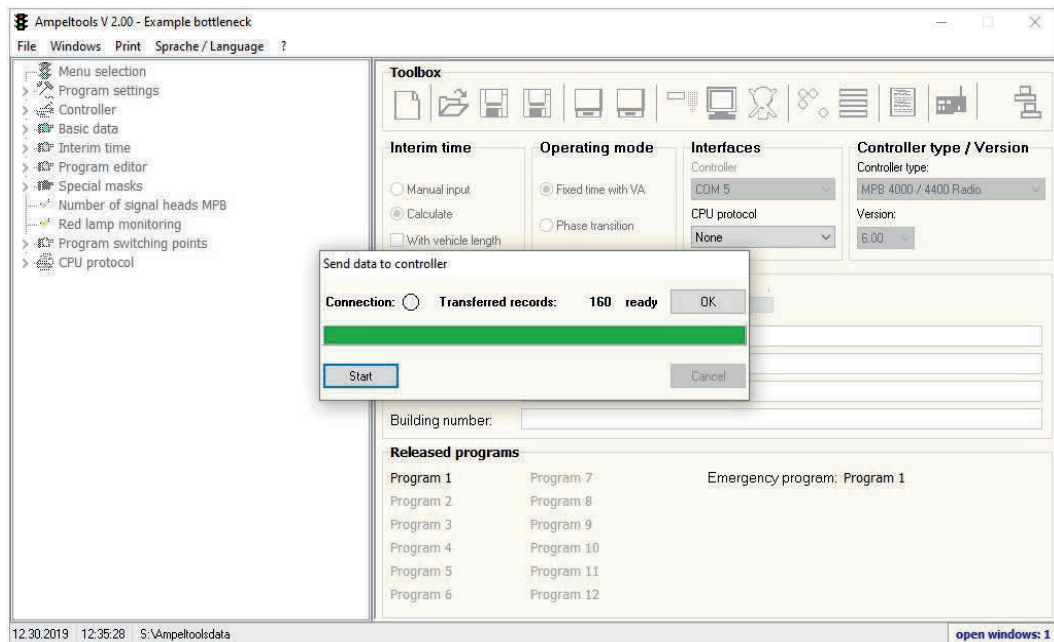 Ampeltools V 2.00 - Example bottleneck
File Windows Print Sprache / Language ?
Menu selection
Program settings
Controller
Basic data
Interim time
Program editor
Special masks
Number of signal heads MPB
Red lamp monitoring
Program switching points
CPU protocol
Toolbox
Interim time
Manual input
Calculate
With vehicle length
Operating mode
Fixed time with VA
Phase transition
Interfaces
Controller
COM 5
CPU protocol
None
Controller type / Version
Controller type:
MPB 4000 / 4400 Radio
Version:
6.00
Send data to controller
Connection: Transferred records: 160 ready OK
Start Cancel
Building number:
Released programs
Program 1 Program 7 Emergency program: Program 1
Program 2 Program 8
Program 3 Program 9
Program 4 Program 10
Program 5 Program 11
Program 6 Program 12
12.30.2019 12:35:28 S:\Ampeltoolsdata open windows: 1